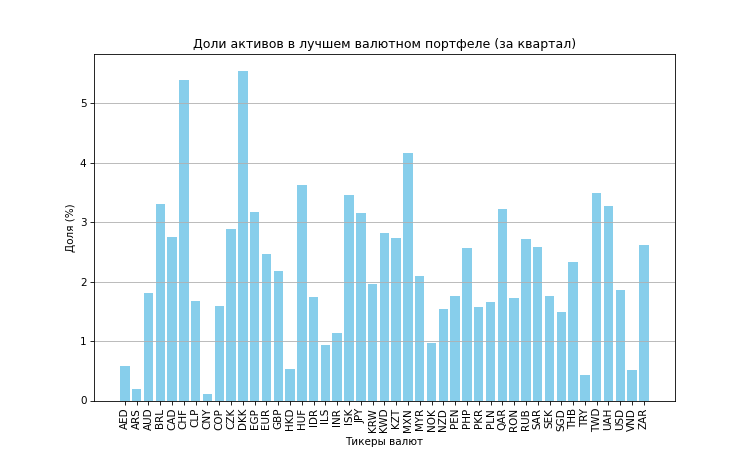 Доли активов в лучшем валютном портфеле (за квартал)
Доля (%)
5
4
3
2
1
0
AED ARS AUD BRL CAD CHF CLP CNY COP CZK DKK EGP EUR GBP HKD HUF IDR ILS INR ISK JPY KRW KWD KZT MXN MYR NOK NZD PEN PHP PKR PLN QAR RON RUB SAR SEK SGD THB TRY TWD UAH USD VND ZAR
Тикеры валют